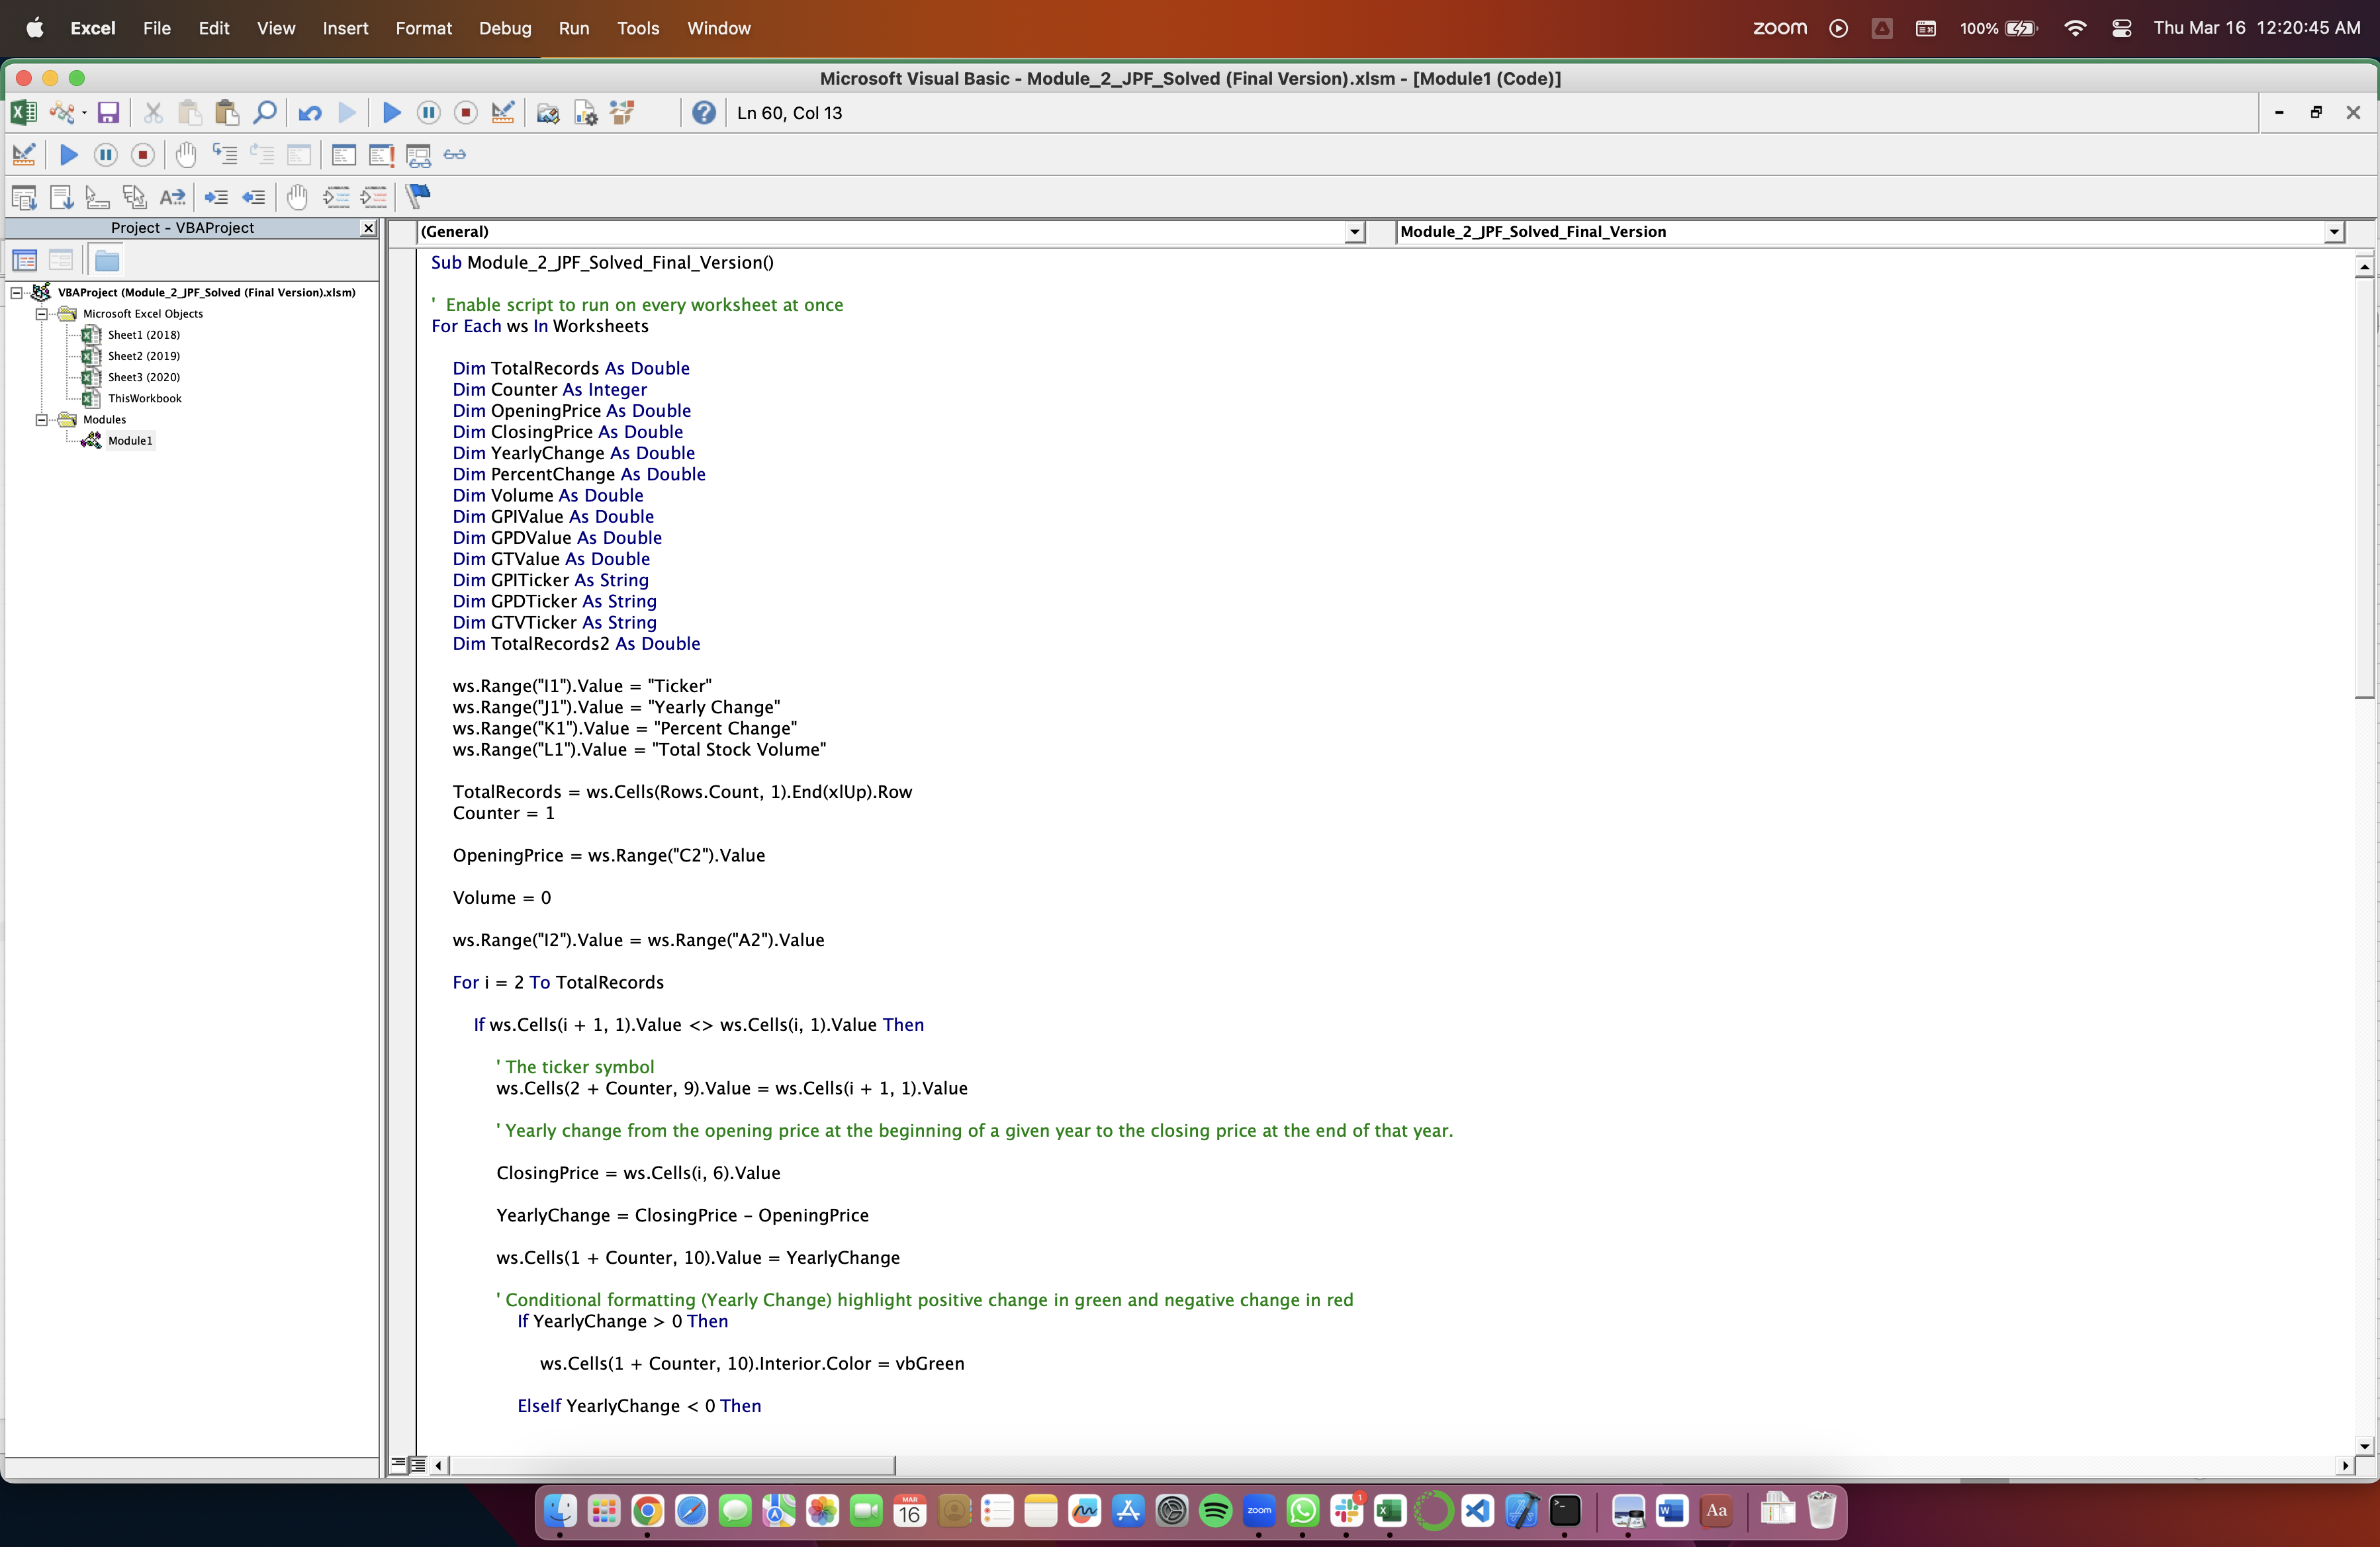 Excel File Edit View Insert Format Debug Run Tools Window zoom 100% Thu Mar 16 12:20:45 AM
Microsoft Visual Basic - Module_2_JPF_Solved (Final Version).xlsm - [Module1 (Code)]
Ln 60, Col 13
Project - VBAProject
VBAProject (Module_2_JPF_Solved (Final Version).xlsm)
Microsoft Excel Objects
Sheet1 (2018)
Sheet2 (2019)
Sheet3 (2020)
ThisWorkbook
Modules
Module1
(General) Module_2_JPF_Solved_Final_Version
Sub Module_2_JPF_Solved_Final_Version()
' Enable script to run on every worksheet at once
For Each ws In Worksheets
Dim TotalRecords As Double
Dim Counter As Integer
Dim OpeningPrice As Double
Dim ClosingPrice As Double
Dim YearlyChange As Double
Dim PercentChange As Double
Dim Volume As Double
Dim GPIValue As Double
Dim GPDValue As Double
Dim GTValue As Double
Dim GPITicker As String
Dim GPDTicker As String
Dim GTVTicker As String
Dim TotalRecords2 As Double
ws.Range("I1").Value = "Ticker"
ws.Range("J1").Value = "Yearly Change"
ws.Range("K1").Value = "Percent Change"
ws.Range("L1").Value = "Total Stock Volume"
TotalRecords = ws.Cells(Rows.Count, 1).End(xlUp).Row
Counter = 1
OpeningPrice = ws.Range("C2").Value
Volume = 0
ws.Range("I2").Value = ws.Range("A2").Value
For i = 2 To TotalRecords
If ws.Cells(i + 1, 1).Value <> ws.Cells(i, 1).Value Then
' The ticker symbol
ws.Cells(2 + Counter, 9).Value = ws.Cells(i + 1, 1).Value
' Yearly change from the opening price at the beginning of a given year to the closing price at the end of that year.
ClosingPrice = ws.Cells(i, 6).Value
YearlyChange = ClosingPrice - OpeningPrice
ws.Cells(1 + Counter, 10).Value = YearlyChange
' Conditional formatting (Yearly Change) highlight positive change in green and negative change in red
If YearlyChange > 0 Then
ws.Cells(1 + Counter, 10).Interior.Color = vbGreen
ElseIf YearlyChange < 0 Then
MAR
16
zoom
1
W
Aa